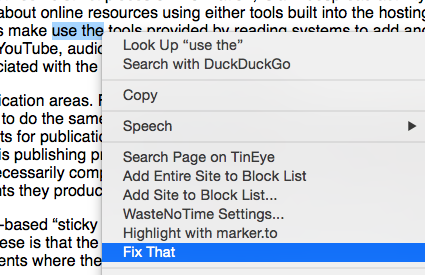 about online resources using either tools built into the hosting
s make use the tools provided by reading systems to add and
YouTube, audio
ciated with the
ication areas. F
to do the same
ts for publicatio
is publishing pr
ecessarily comp
nts they produc
-based “sticky
ese is that the
ents where the
Look Up “use the”
Search with DuckDuckGo
Copy
Speech
Search Page on TinEye
Add Entire Site to Block List
Add Site to Block List...
WasteNoTime Settings...
Highlight with marker.to
Fix That